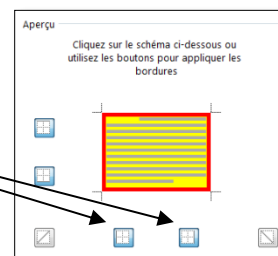 Aperçu
Cliquez sur le schéma ci-dessous ou
utilisez les boutons pour appliquer les
bordures